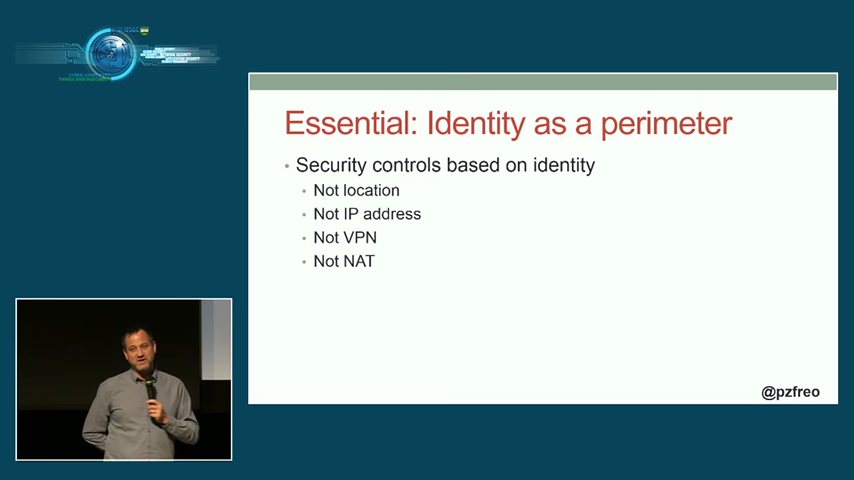 Essential: Identity as a perimeter
• Security controls based on identity
• Not location
• Not IP address
• Not VPN
• Not NAT
@pzfreo